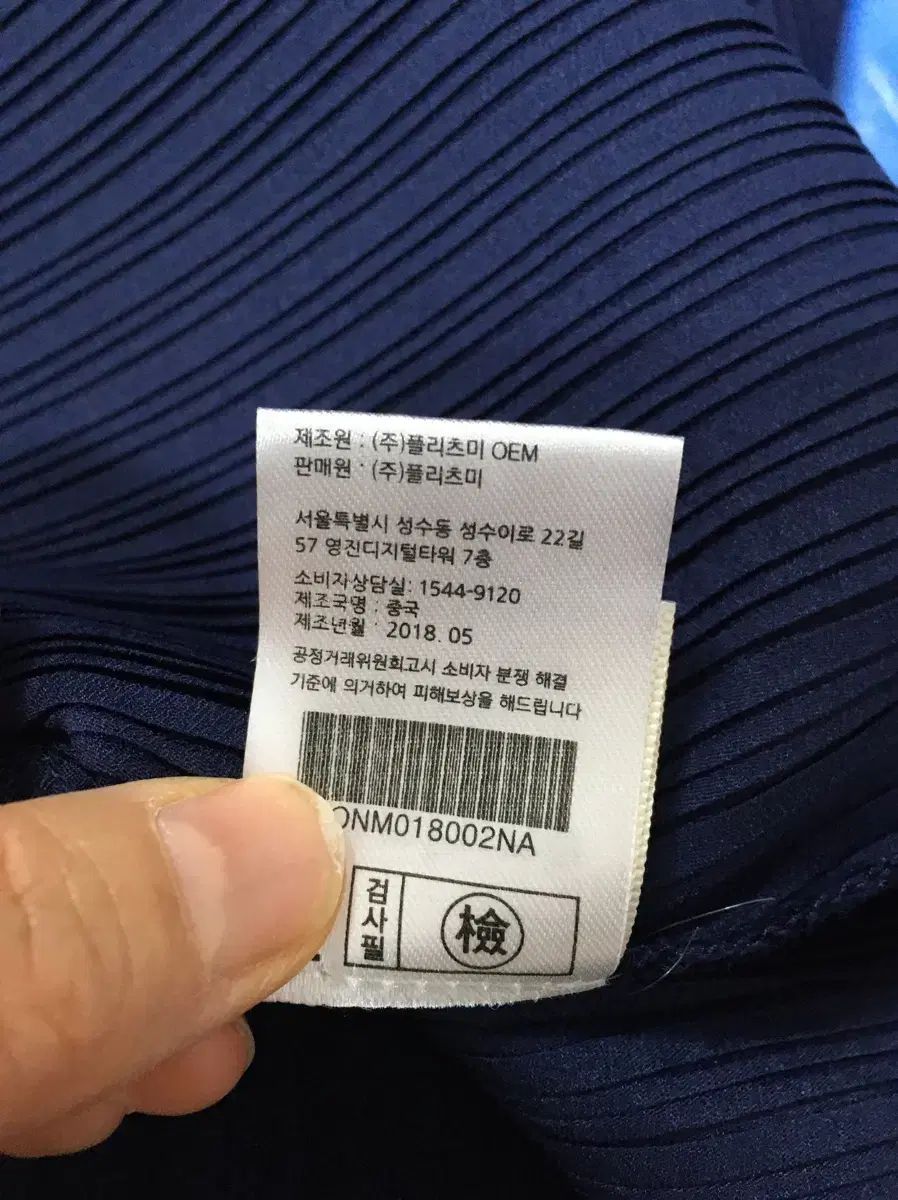 제조원 : (주)플리츠미 OEM
판매원 : (주)플리츠미
서울특별시 성수동 성수이로 22길
57 영진디지털타워 7층
소비자상담실: 1544-9120
제조국명 : 중국
제조년월 : 2018. 05
공정거래위원회고시 소비자 분쟁 해결
기준에 의거하여 피해보상을 해드립니다
ONM018002NA
검사필
檢